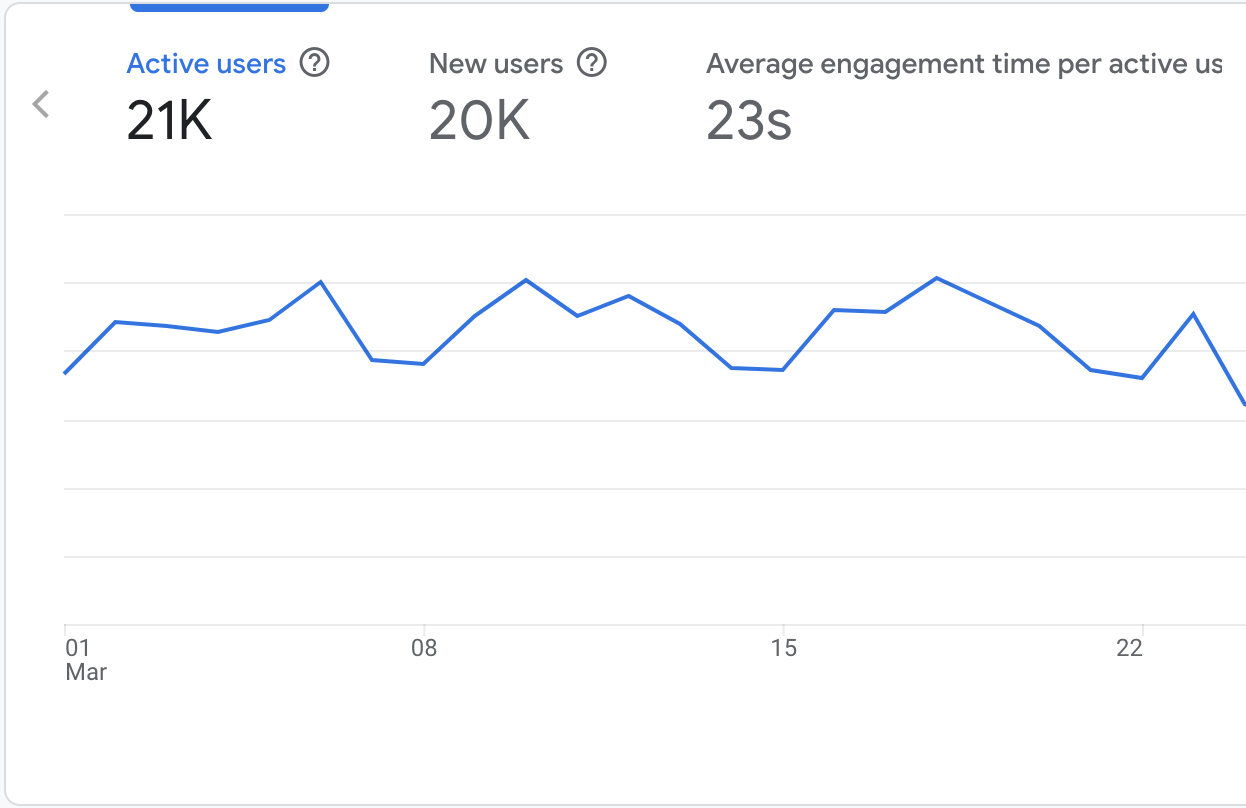 Active users
New users
Average engagement time per active us
21K
20K
23s
01
08
15
22
Mar